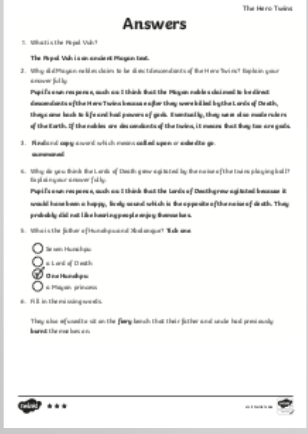 The Hero Twins
Answers
1. What is the Popol Vuh?
The Popol Vuh is an ancient Mayan text.
2. Why did Mayan nobles claim to be direct descendants of the Hero Twins? Explain your
answer fully.
Pupil's own response, such as: I think that the Mayan nobles claimed to be direct
descendants of the Hero Twins because after they were killed by the Lords of Death,
they came back to life and had powers of gods. Eventually, they were also made rulers
of the Earth. If the nobles are descendants of the twins, it means that they too are gods.
3. Find and copy a word which means called upon or asked to go.
summoned
4. Why do you think the Lords of Death grew agitated by the noise of the twins playing ball?
Explain your answer fully.
Pupil's own response, such as: I think that the Lords of Death grew agitated because it
would have been a happy, lively sound which is the opposite of the noise of death. They
probably did not like hearing people enjoy themselves.
5. Who is the father of Hunahpu and Xbalanque? Tick one.
Seven Hunahpu
a Lord of Death
One Hunahpu
a Mayan princess
6. Fill in the missing words.
They also refused to sit on the fiery bench that their father and uncle had previously
burnt themselves on.
twinkl